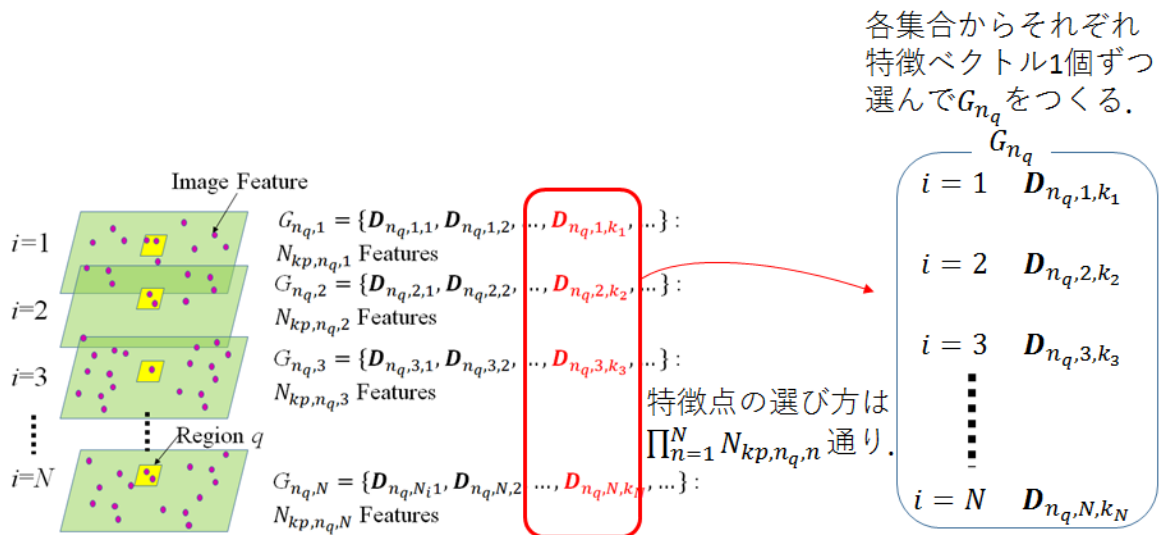 各集合からそれぞれ
特徴ベクトル1個ずつ
選んで$G_{n_q}$をつくる.
Image Feature
i=1
i=2
i=3
i=N
Region q
$G_{n_q,1} = \{D_{n_q,1,1}, D_{n_q,1,2}, ..., D_{n_q,1,k_1}, ...\}$ :
$N_{kp,n_q,1}$ Features
$G_{n_q,2} = \{D_{n_q,2,1}, D_{n_q,2,2}, ..., D_{n_q,2,k_2}, ...\}$ :
$N_{kp,n_q,2}$ Features
$G_{n_q,3} = \{D_{n_q,3,1}, D_{n_q,3,2}, ..., D_{n_q,3,k_3}, ...\}$ :
$N_{kp,n_q,3}$ Features
$G_{n_q,N} = \{D_{n_q,N_i1}, D_{n_q,N,2} ..., D_{n_q,N,k_N}, ...\}$ :
$N_{kp,n_q,N}$ Features
特徴点の選び方は
$\prod_{n=1}^{N} N_{kp,n_q,n}$ 通り.
$G_{n_q}$
$i = 1$ $D_{n_q,1,k_1}$
$i = 2$ $D_{n_q,2,k_2}$
$i = 3$ $D_{n_q,3,k_3}$
$i = N$ $D_{n_q,N,k_N}$